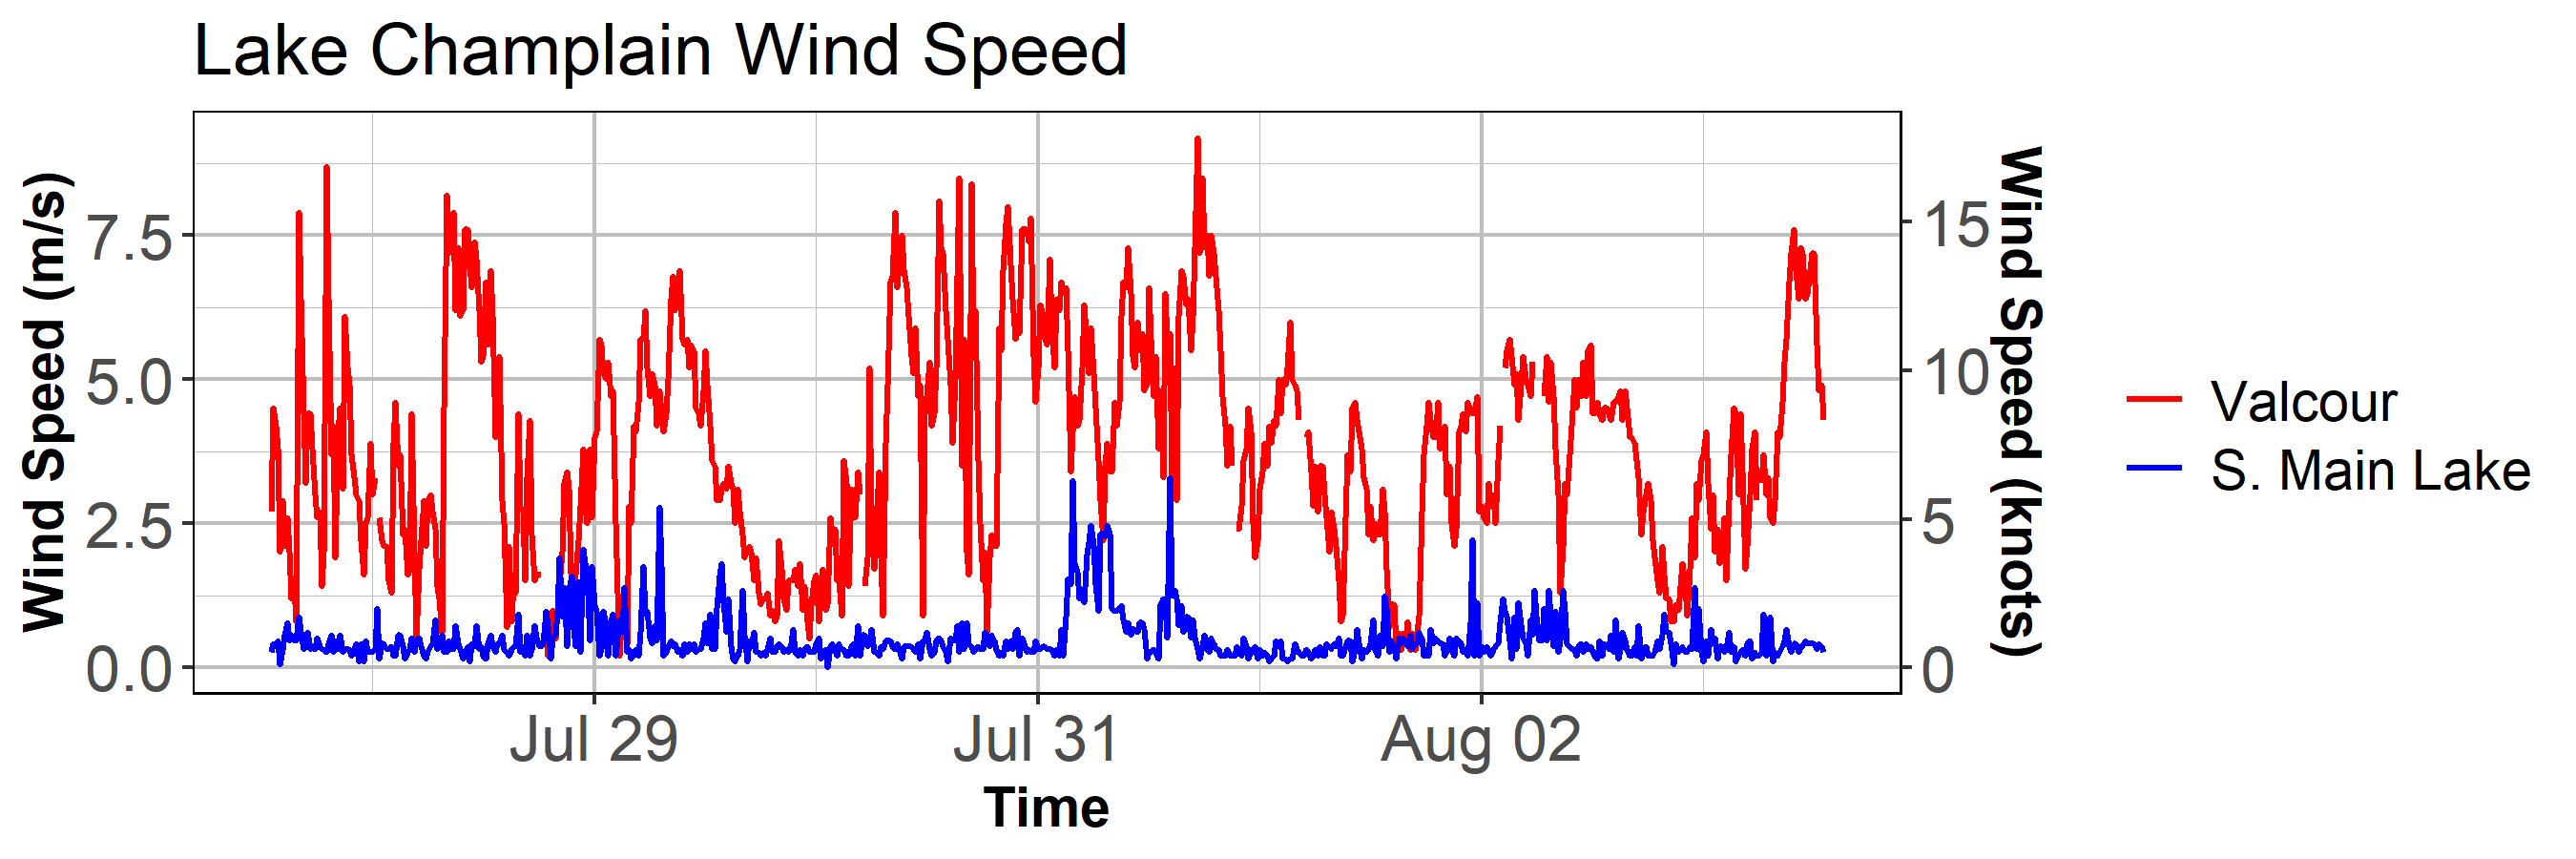 Lake Champlain Wind Speed
Wind Speed (m/s)
7.5
5.0
2.5
0.0
15
10
5
0
Wind Speed (knots)
Jul 29
Jul 31
Aug 02
Time
Valcour
S. Main Lake